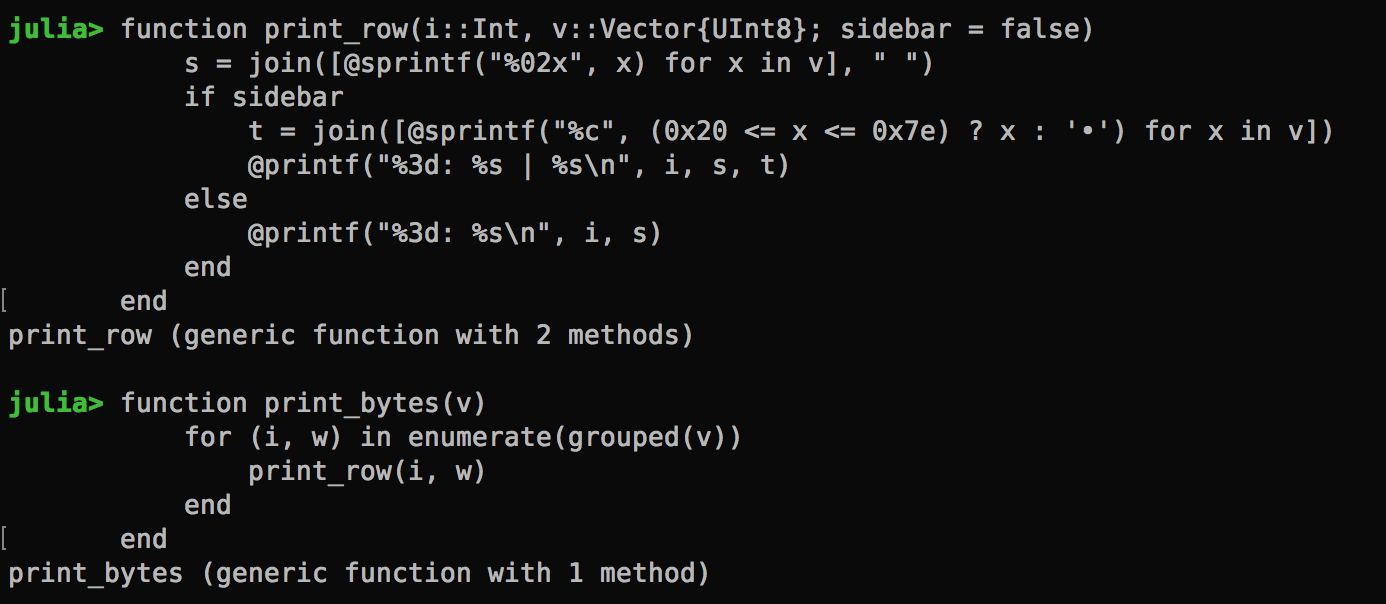 julia> function print_row(i::Int, v::Vector{UInt8}; sidebar = false)
           s = join([@sprintf("%02x", x) for x in v], " ")
           if sidebar
               t = join([@sprintf("%c", (0x20 <= x <= 0x7e) ? x : '•') for x in v])
               @printf("%3d: %s | %s\n", i, s, t)
           else
               @printf("%3d: %s\n", i, s)
           end
[       end
print_row (generic function with 2 methods)

julia> function print_bytes(v)
           for (i, w) in enumerate(grouped(v))
               print_row(i, w)
           end
[       end
print_bytes (generic function with 1 method)